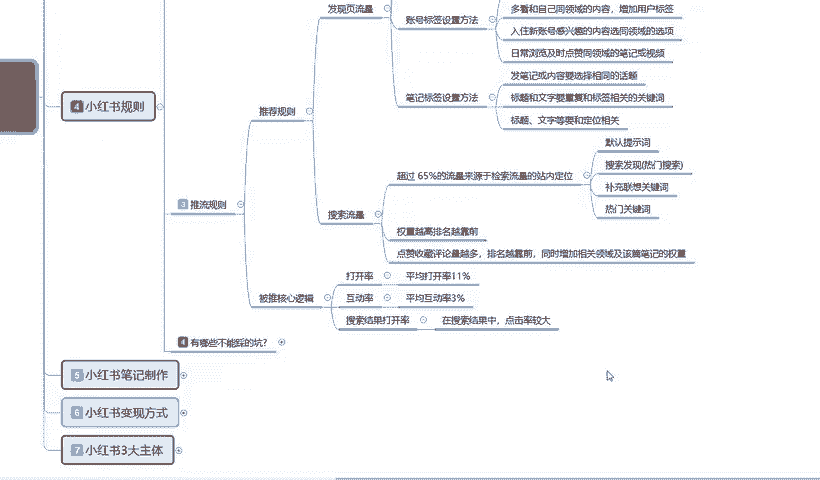 发现页流量
账号标签设置方法
多看和自己同领域的内容，增加用户标签
入住新账号感兴趣的内容选同领域的选项
日常浏览及时点赞同领域的笔记或视频
笔记标签设置方法
发笔记或内容要选择相同的话题
标题和文字要重复和标签相关的关键词
标题、文字等要和定位相关
4 小红书规则
推荐规则
3 推流规则
搜索流量
超过 65%的流量来源于检索流量的站内定位
默认提示词
搜索发现(热门搜索)
补充联想关键词
热门关键词
权重越高排名越靠前
点赞收藏评论量越多，排名越靠前，同时增加相关领域及该篇笔记的权重
被推核心逻辑
打开率
平均打开率11%
互动率
平均互动率3%
搜索结果打开率
在搜索结果中，点击率较大
4 有哪些不能踩的坑？
5 小红书笔记制作
6 小红书变现方式
7 小红书3大主体